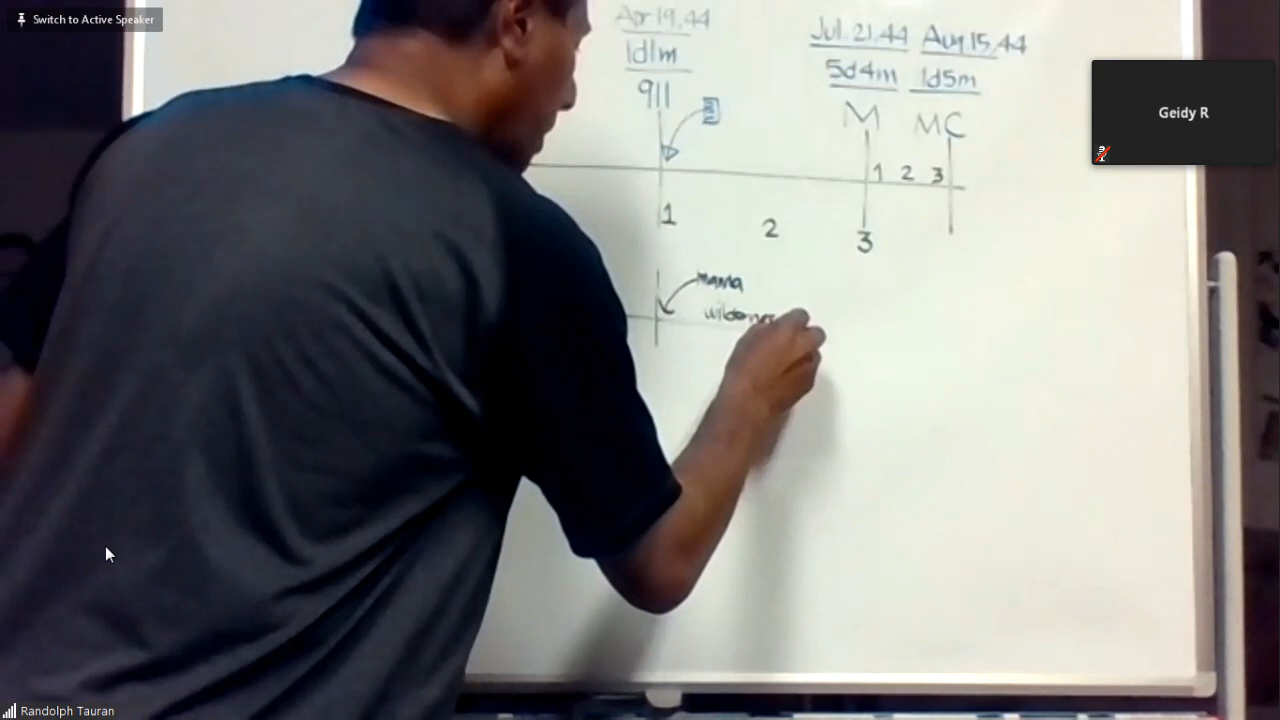 Switch to Active Speaker
Apr 19, 44
1d1m
911
Jul. 21, 44 Aug 15, 44
5d4m 1d5m
M MC
1 2 3
1 2 3
manna
Geidy R
Randolph Tauran